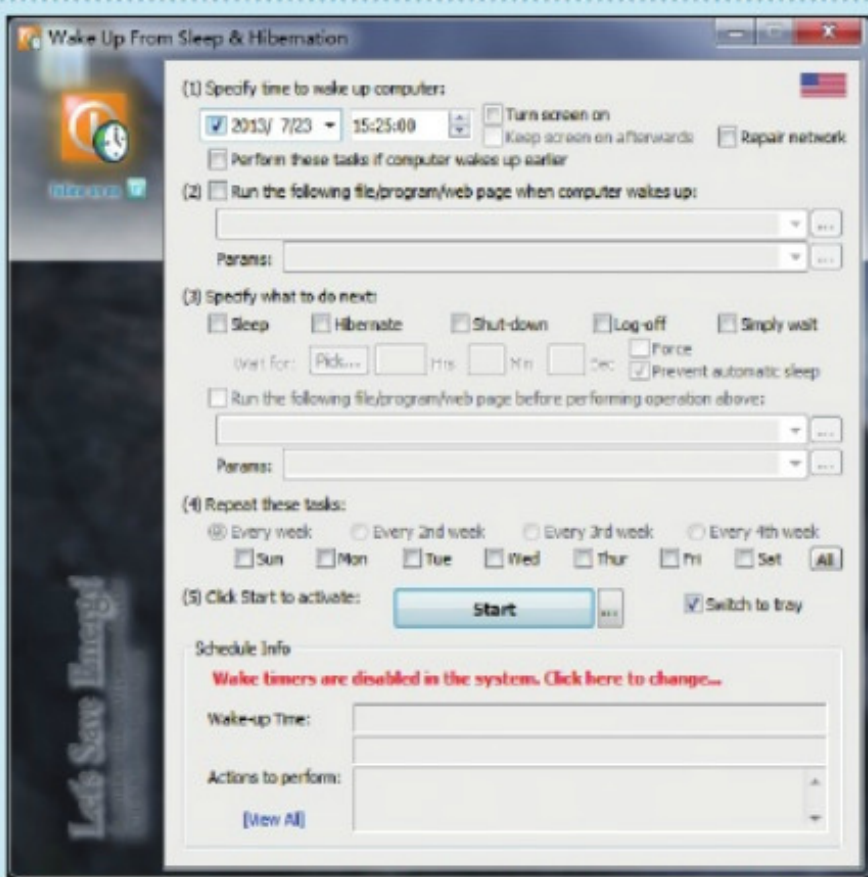 Wake Up From Sleep & Hibernation
(1) Specify time to wake up computer:
2013/ 7/23 15:25:00
Turn screen on
Keep screen on afterwards
Repair network
Perform these tasks if computer wakes up earlier
(2) Run the following file/program/web page when computer wakes up:
...
Params: ...
(3) Specify what to do next:
Sleep Hibernate Shut-down Log-off Simply wait
Wait for: Pick... Hrs Min Sec
Force
Prevent automatic sleep
Run the following file/program/web page before performing operation above:
...
Params: ...
(4) Repeat these tasks:
Every week Every 2nd week Every 3rd week Every 4th week
Sun Mon Tue Wed Thur Fri Sat All
(5) Click Start to activate: Start ... Switch to tray
Schedule Info
Wake timers are disabled in the system. Click here to change...
Wake-up Time:
Actions to perform:
[View All]
Let's Save Energy!